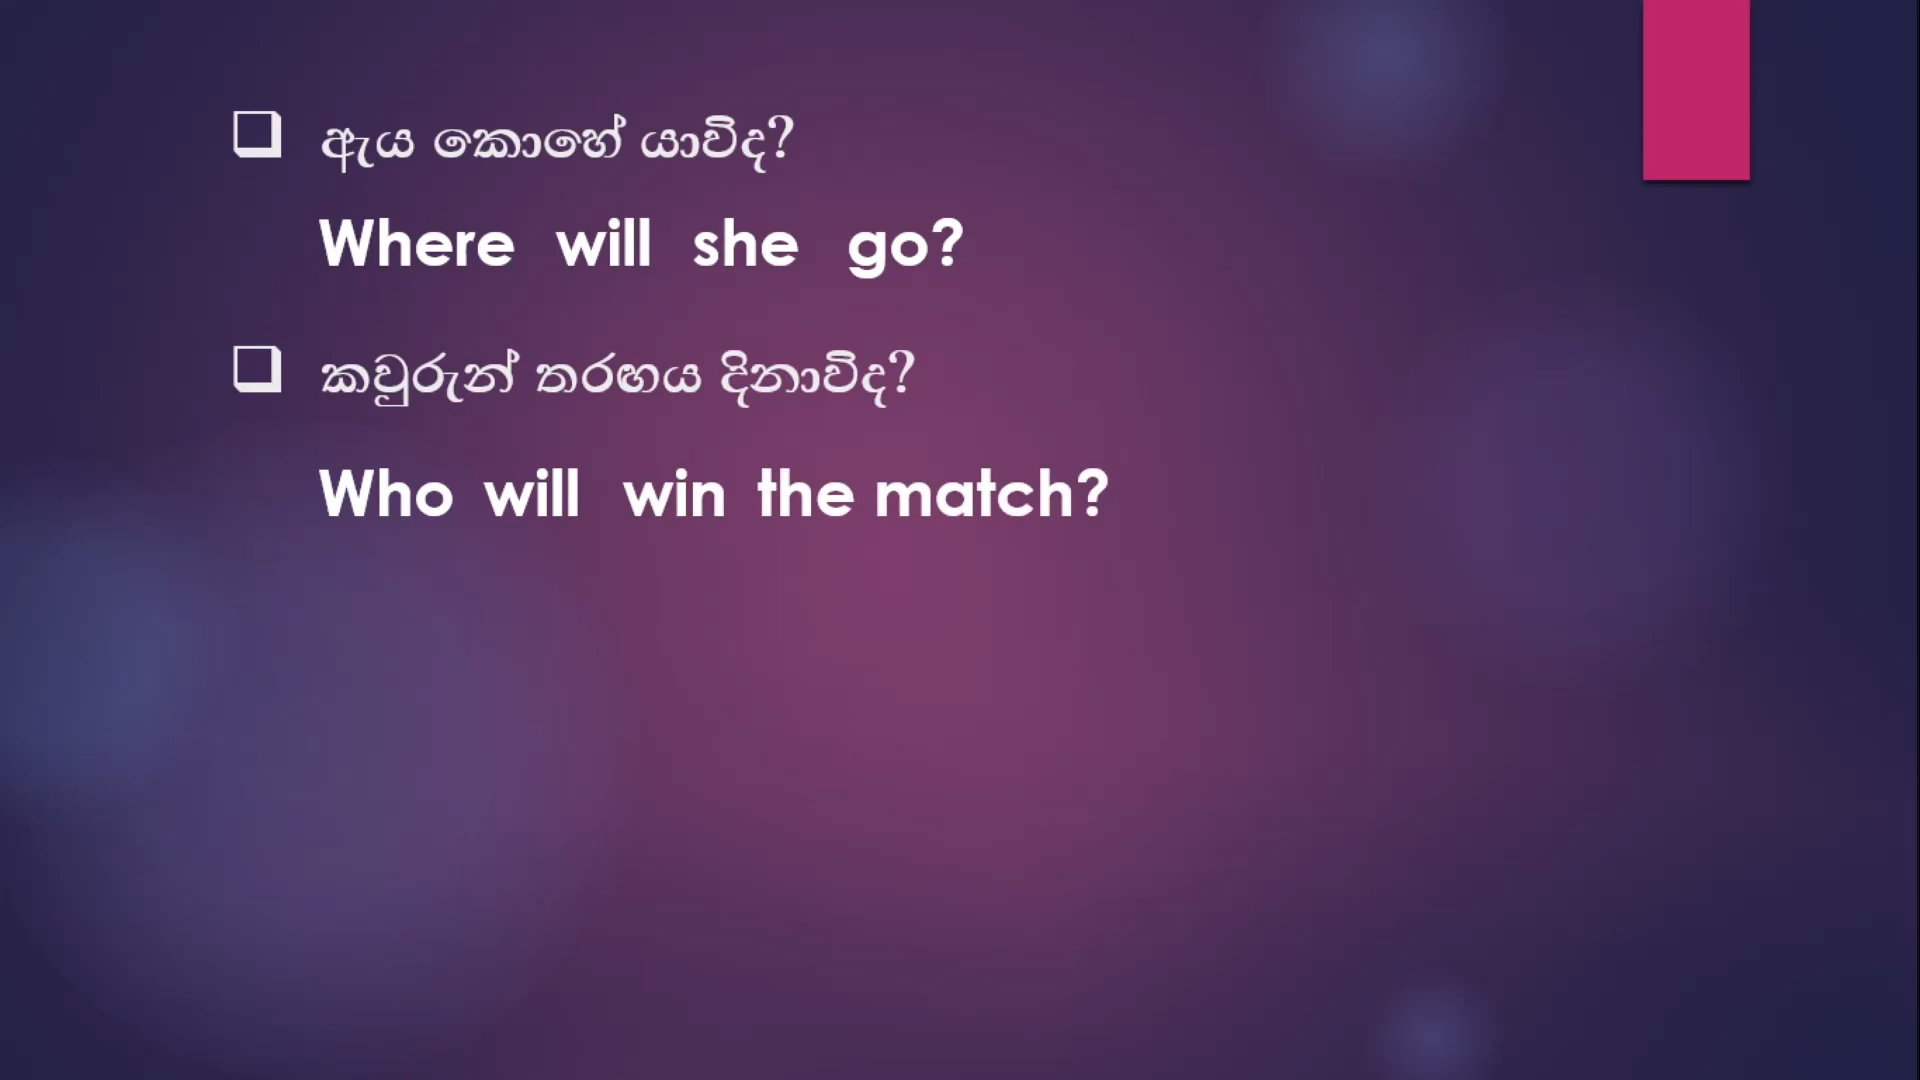 ඇය කොහේ යාවිද?
Where will she go?
කවුරුන් තරඟය දිනාවිද?
Who will win the match?